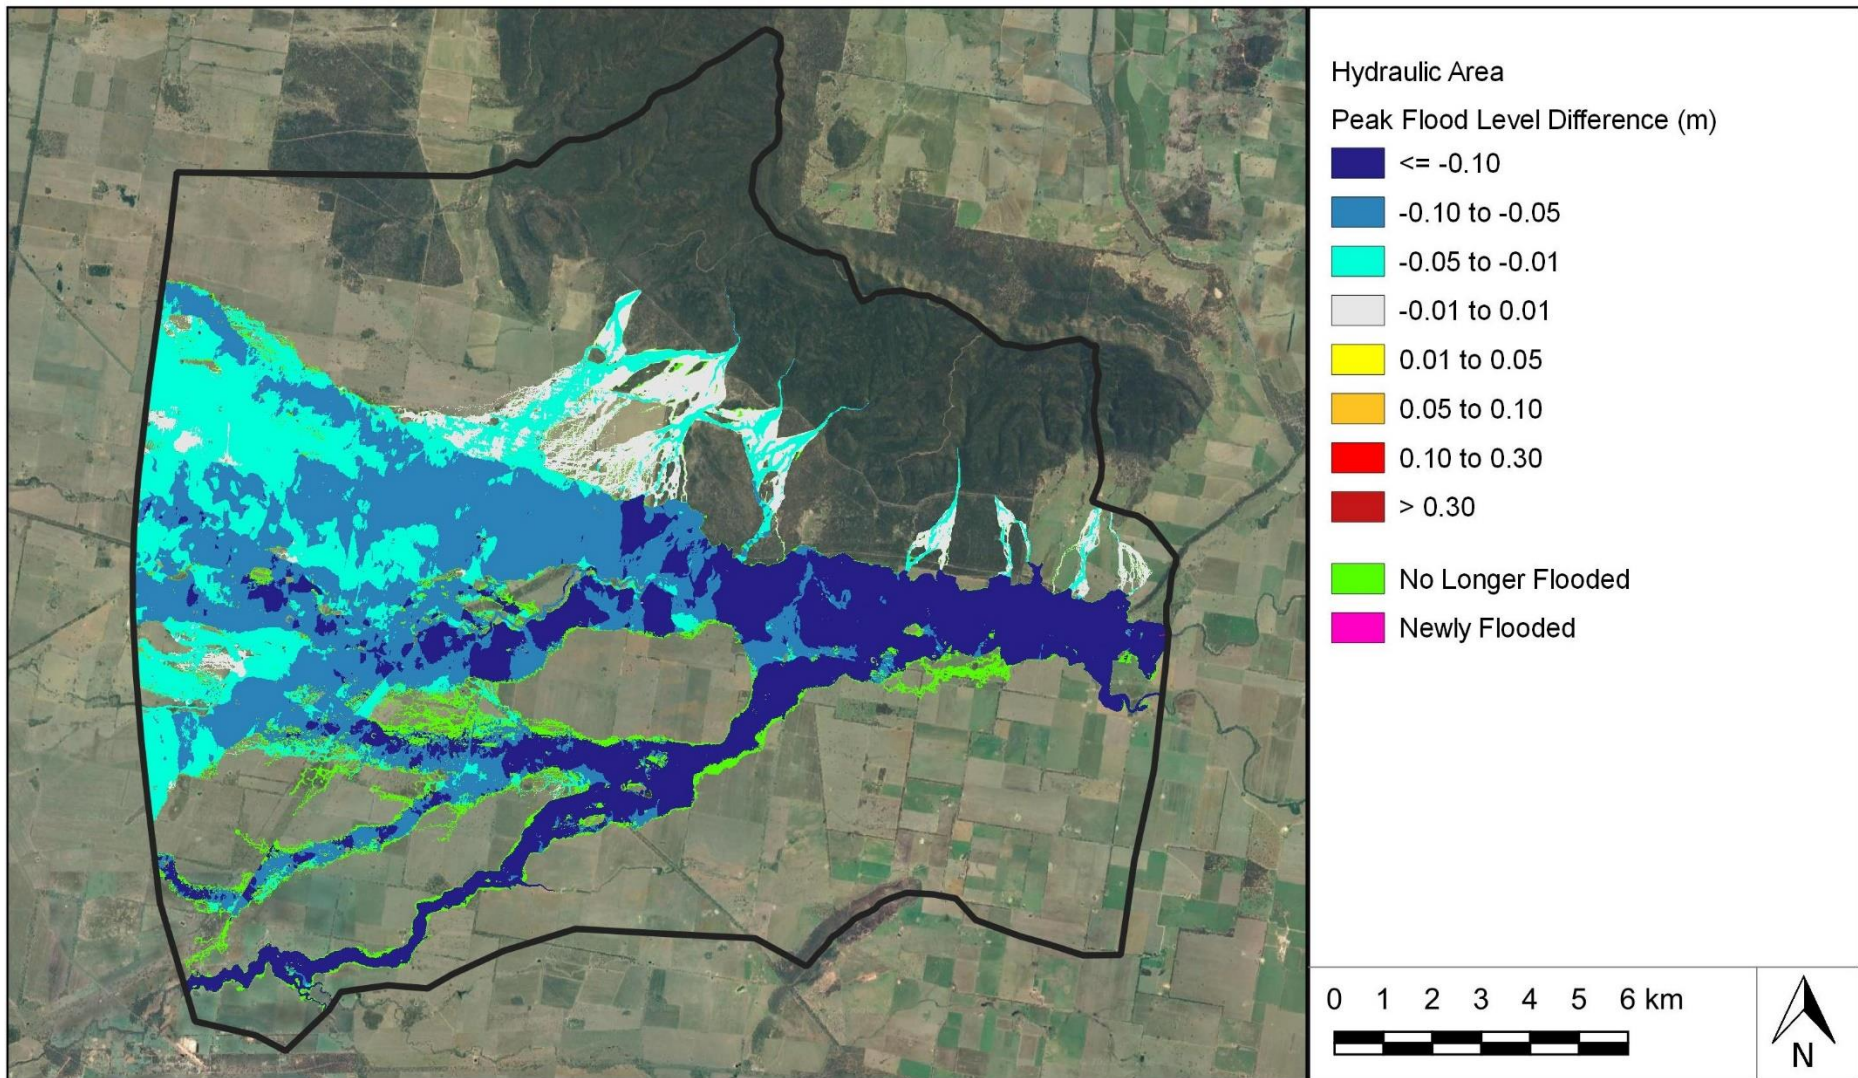 Hydraulic Area
Peak Flood Level Difference (m)
<= -0.10
-0.10 to -0.05
-0.05 to -0.01
-0.01 to 0.01
0.01 to 0.05
0.05 to 0.10
0.10 to 0.30
> 0.30
No Longer Flooded
Newly Flooded
0 1 2 3 4 5 6 km
N